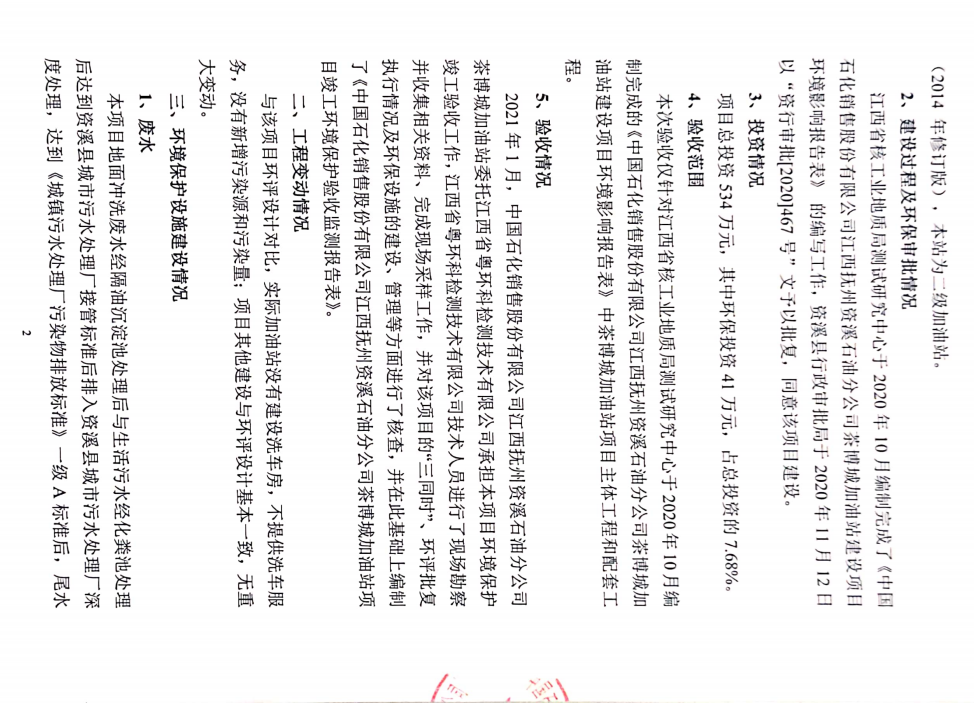 （2014 年修订版），本站为二级加油站。
2、建设过程及环保审批情况
江西省核工业地质局测试研究中心于 2020 年 10 月编制完成了《中国
石化销售股份有限公司江西抚州资溪石油分公司茶博城加油站建设项目
环境影响报告表》 的编写工作，资溪县行政审批局于 2020 年 11 月 12 日
以 “资行审批[2020]467 号” 文予以批复，同意该项目建设。
3、投资情况
项目总投资 534 万元，其中环保投资 41 万元，占总投资的 7.68%。
4、验收范围
本次验收仅针对江西省核工业地质局测试研究中心于 2020 年 10 月编
制完成的《中国石化销售股份有限公司江西抚州资溪石油分公司茶博城加
油站建设项目环境影响报告表》中茶博城加油站项目主体工程和配套工
程。
5、验收情况
2021 年 1 月，中国石化销售股份有限公司江西抚州资溪石油分公司
茶博城加油站委托江西省粤环科检测技术有限公司承担本项目环境保护
竣工验收工作，江西省粤环科检测技术有限公司技术人员进行了现场勘察
并收集相关资料、完成现场采样工作，并对该项目的“三同时”、环评批复
执行情况及环保设施的建设、管理等方面进行了核查，并在此基础上编制
了《中国石化销售股份有限公司江西抚州资溪石油分公司茶博城加油站项
目竣工环境保护验收监测报告表》。
二、工程变动情况
与该项目环评设计对比，实际加油站没有建设洗车房，不提供洗车服
务，没有新增污染源和污染量；项目其他建设与环评设计基本一致，无重
大变动。
三、环境保护设施建设情况
1、废水
本项目地面冲洗废水经隔油沉淀池处理后与生活污水经化粪池处理
后达到资溪县城市污水处理厂接管标准后排入资溪县城市污水处理厂深
度处理，达到《城镇污水处理厂污染物排放标准》一级 A 标准后，尾水
2